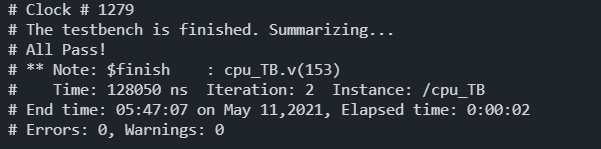 # Clock # 1279
# The testbench is finished. Summarizing...
# All Pass!
# ** Note: $finish    : cpu_TB.v(153)
#    Time: 128050 ns  Iteration: 2  Instance: /cpu_TB
# End time: 05:47:07 on May 11,2021, Elapsed time: 0:00:02
# Errors: 0, Warnings: 0